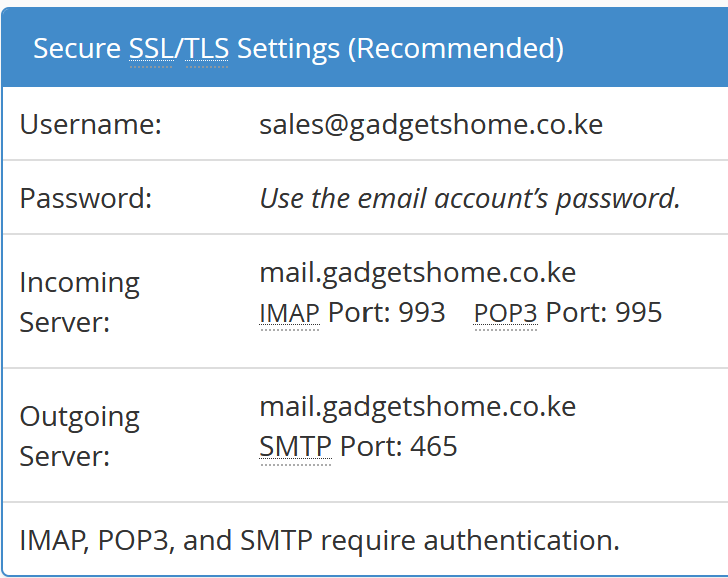 Secure SSL/TLS Settings (Recommended)
Username: sales@gadgetshome.co.ke
Password: Use the email account’s password.
Incoming Server: mail.gadgetshome.co.ke
IMAP Port: 993 POP3 Port: 995
Outgoing Server: mail.gadgetshome.co.ke
SMTP Port: 465
IMAP, POP3, and SMTP require authentication.